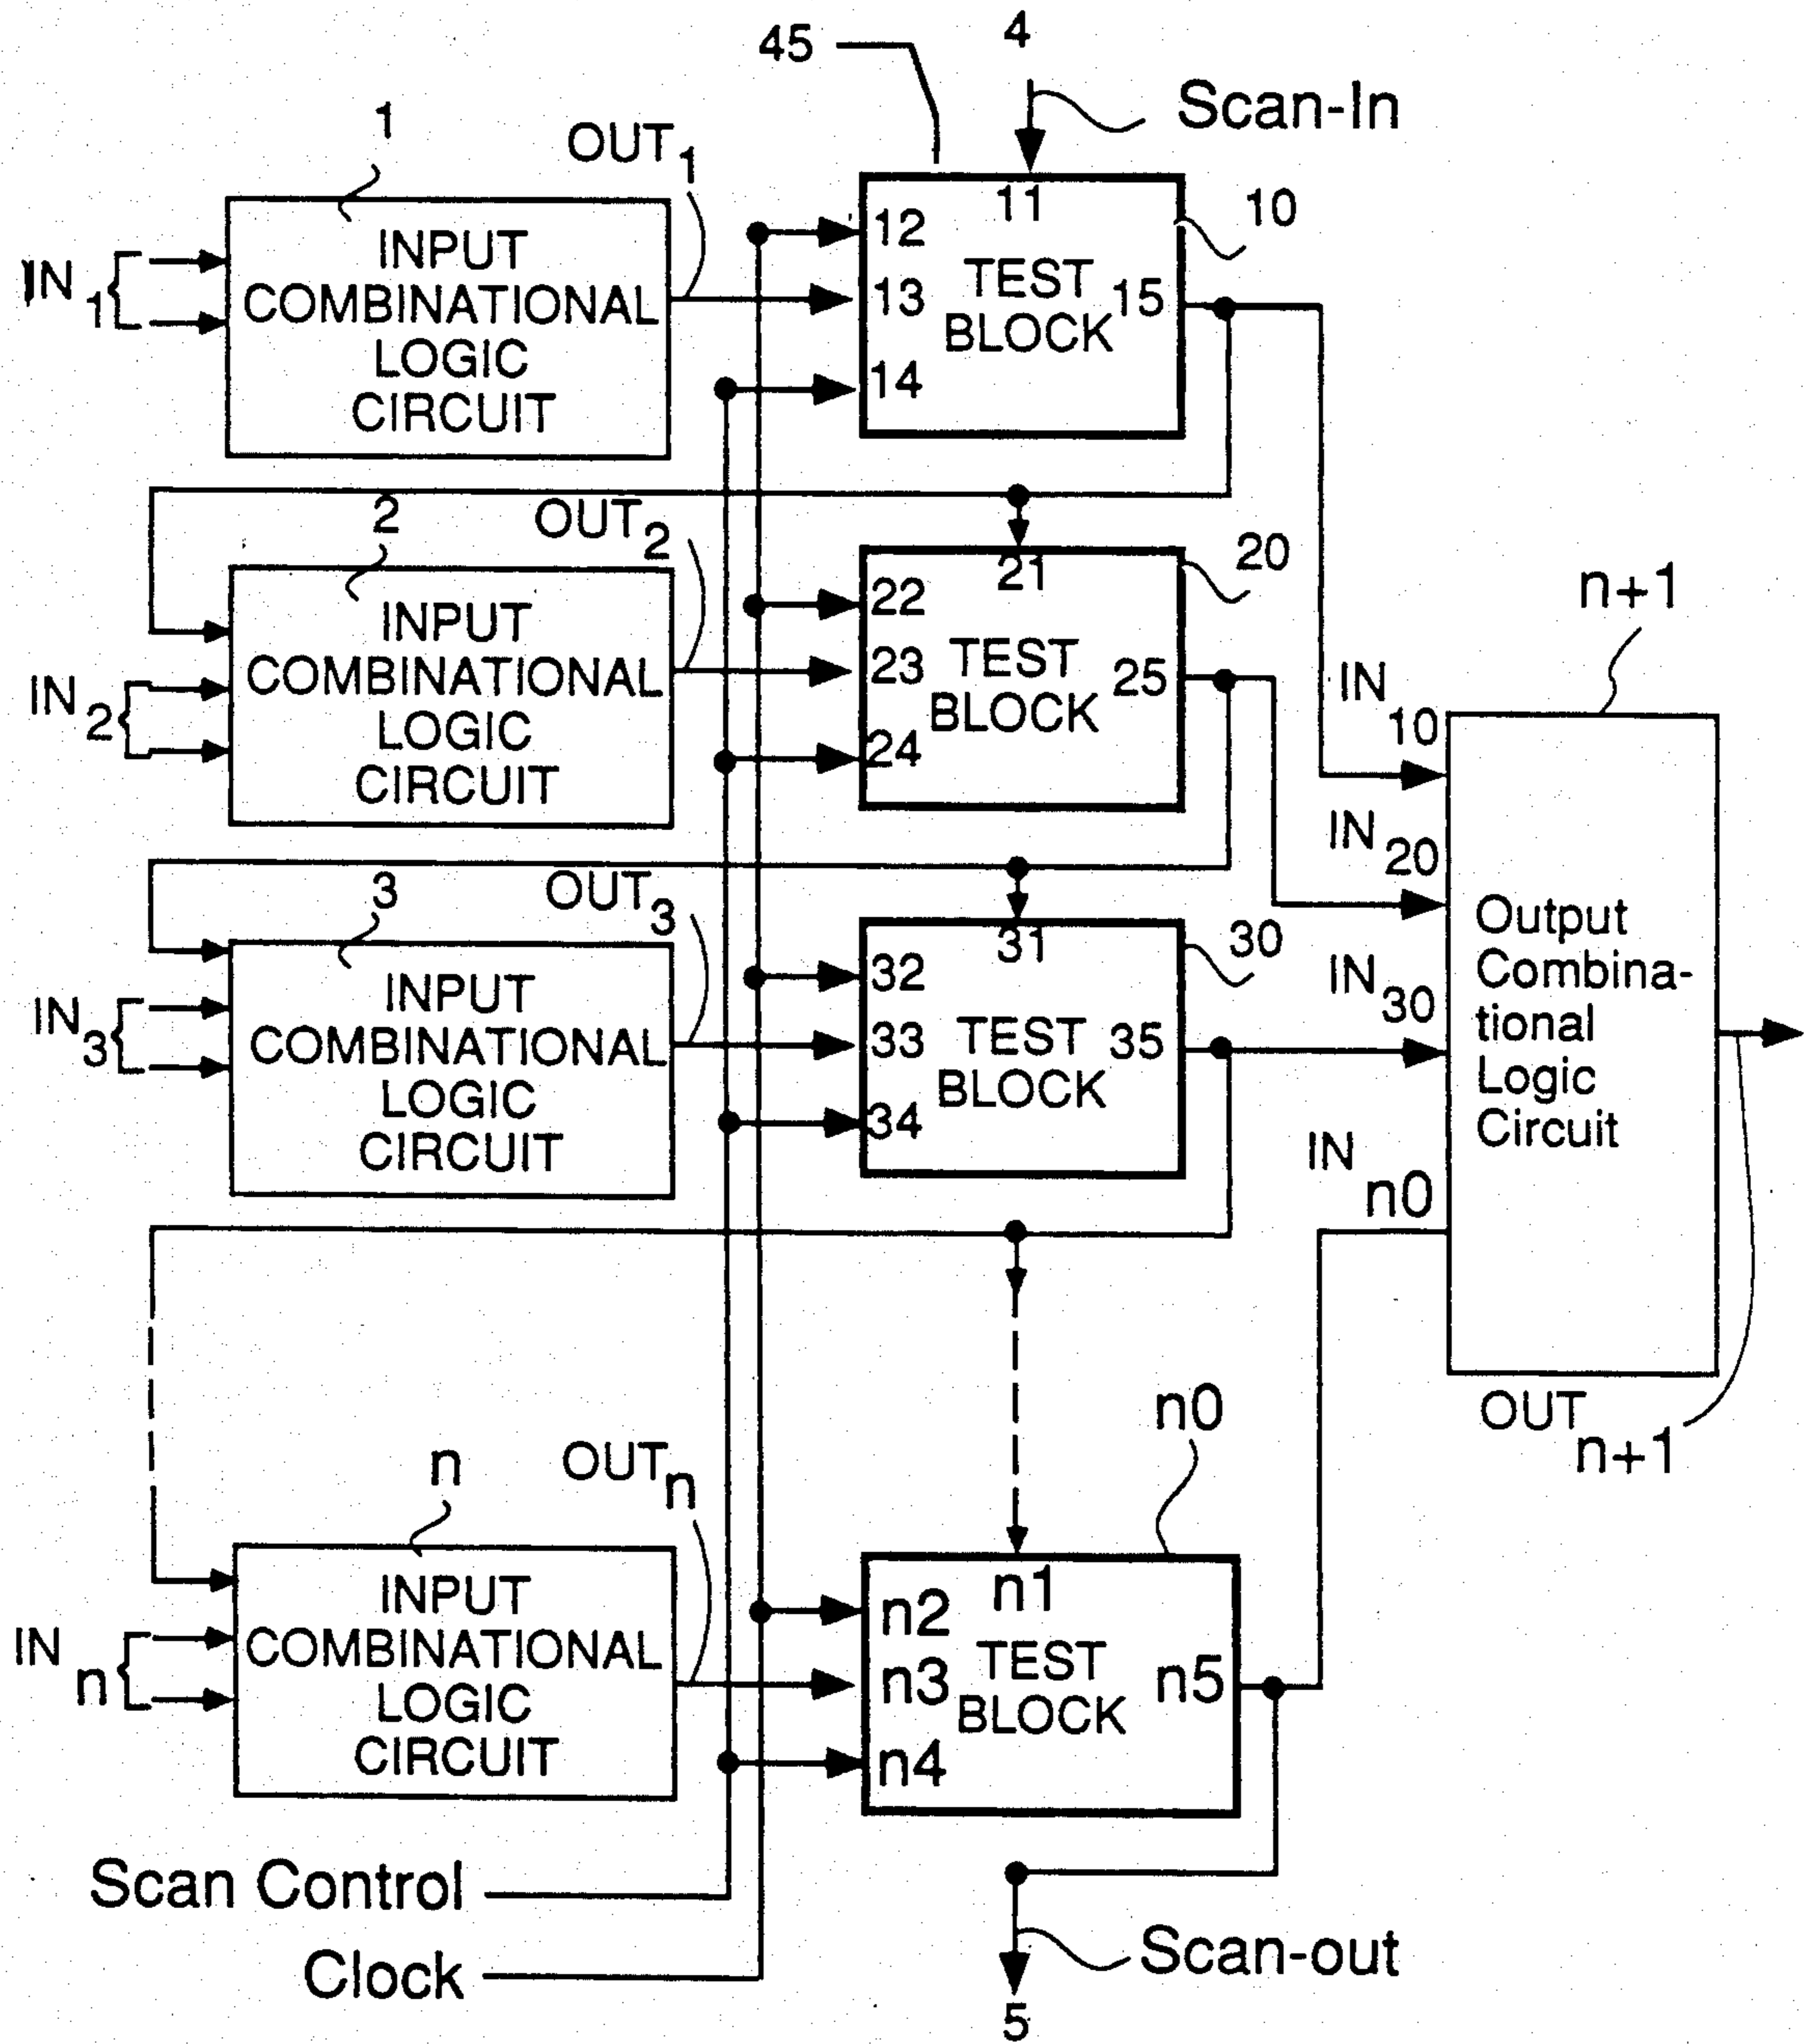 45
4
Scan-In
1
OUT1
IN1
INPUT
COMBINATIONAL
LOGIC
CIRCUIT
11
12
13
14
TEST
BLOCK
15
10
2
OUT2
IN2
INPUT
COMBINATIONAL
LOGIC
CIRCUIT
21
22
23
24
TEST
BLOCK
25
20
3
OUT3
IN3
INPUT
COMBINATIONAL
LOGIC
CIRCUIT
31
32
33
34
TEST
BLOCK
35
30
n+1
IN10
IN20
IN30
INn0
Output
Combina-
tional
Logic
Circuit
OUTn+1
n
OUTn
INn
INPUT
COMBINATIONAL
LOGIC
CIRCUIT
n0
n1
n2
n3
n4
TEST
BLOCK
n5
Scan Control
Clock
Scan-out
5